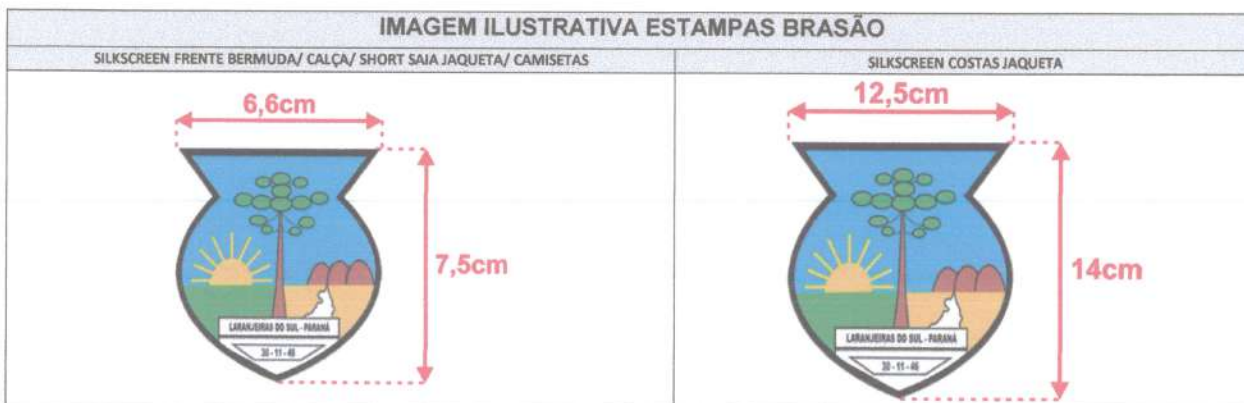 IMAGEM ILUSTRATIVA ESTAMPAS BRASÃO
SILKSCREEN FRENTE BERMUDA/ CALÇA/ SHORT SAIA JAQUETA/ CAMISETAS
SILKSCREEN COSTAS JAQUETA
6,6cm
7,5cm
LARANJEIRAS DO SUL - PARANÁ
30 - 11 - 46
12,5cm
14cm
LARANJEIRAS DO SUL - PARANÁ
30 - 11 - 46